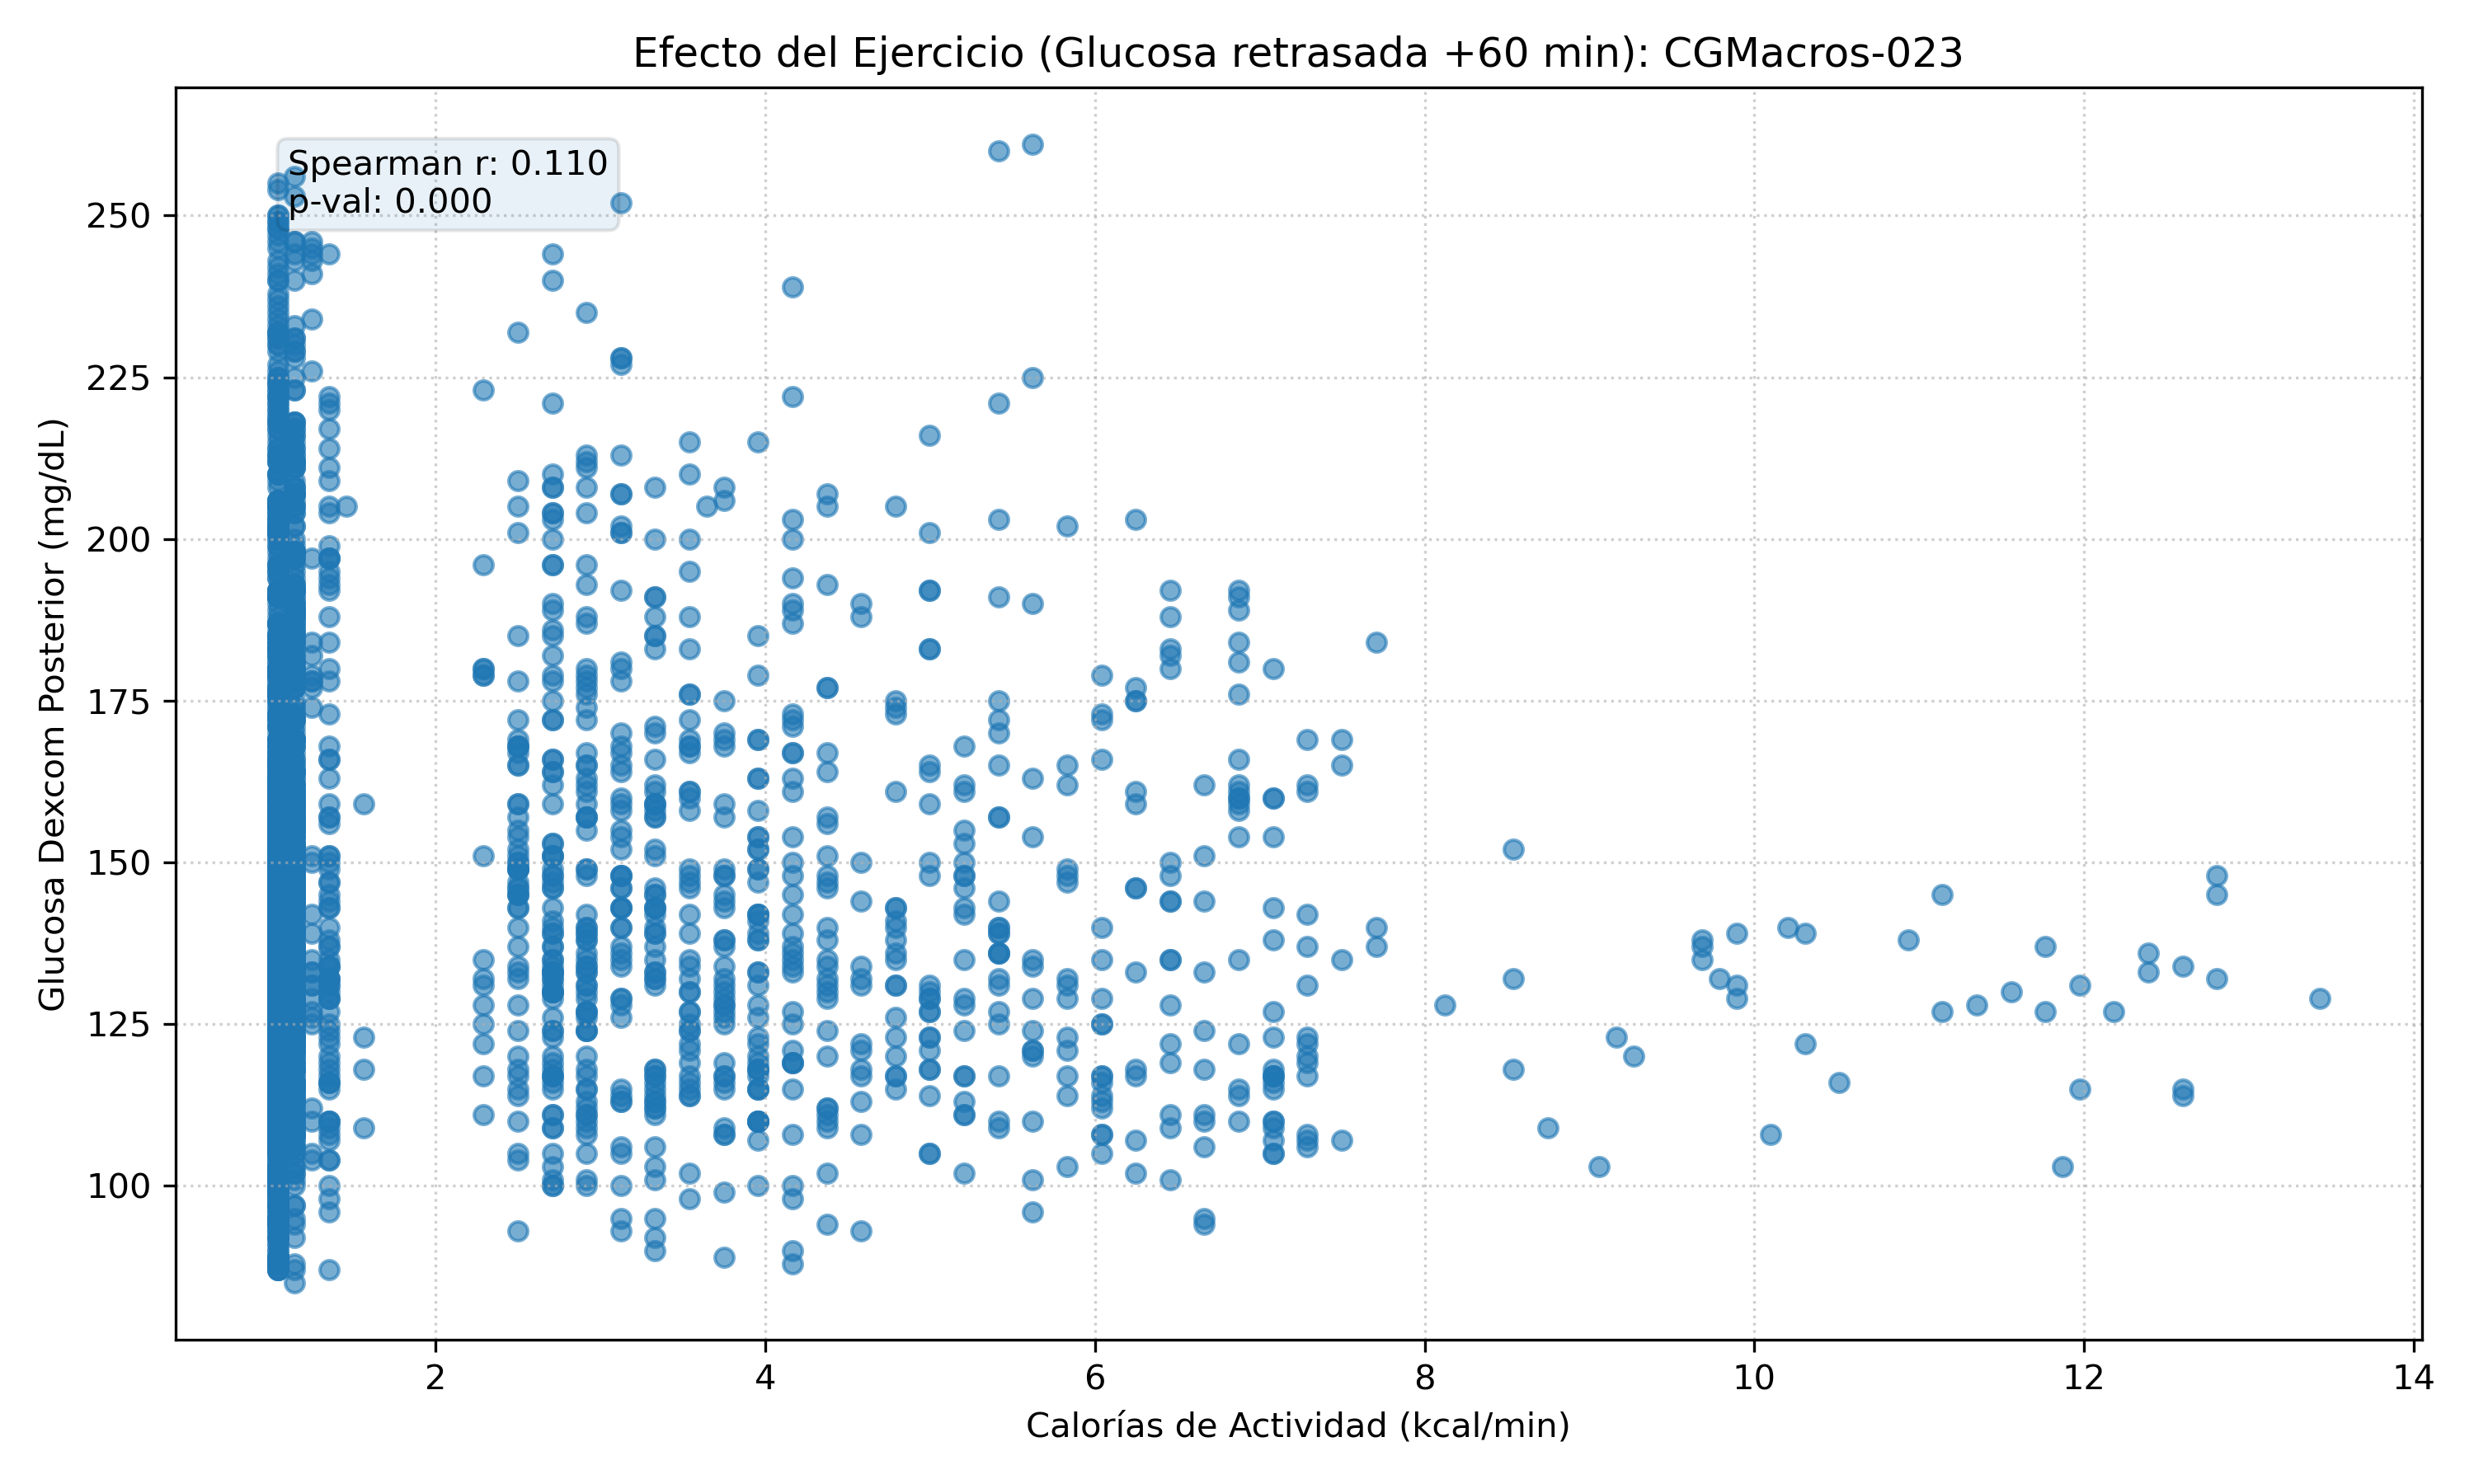 Efecto del Ejercicio (Glucosa retrasada +60 min): CGMacros-023
Spearman r: 0.110
p-val: 0.000
Glucosa Dexcom Posterior (mg/dL)
250
225
200
175
150
125
100
2 4 6 8 10 12 14
Calorías de Actividad (kcal/min)